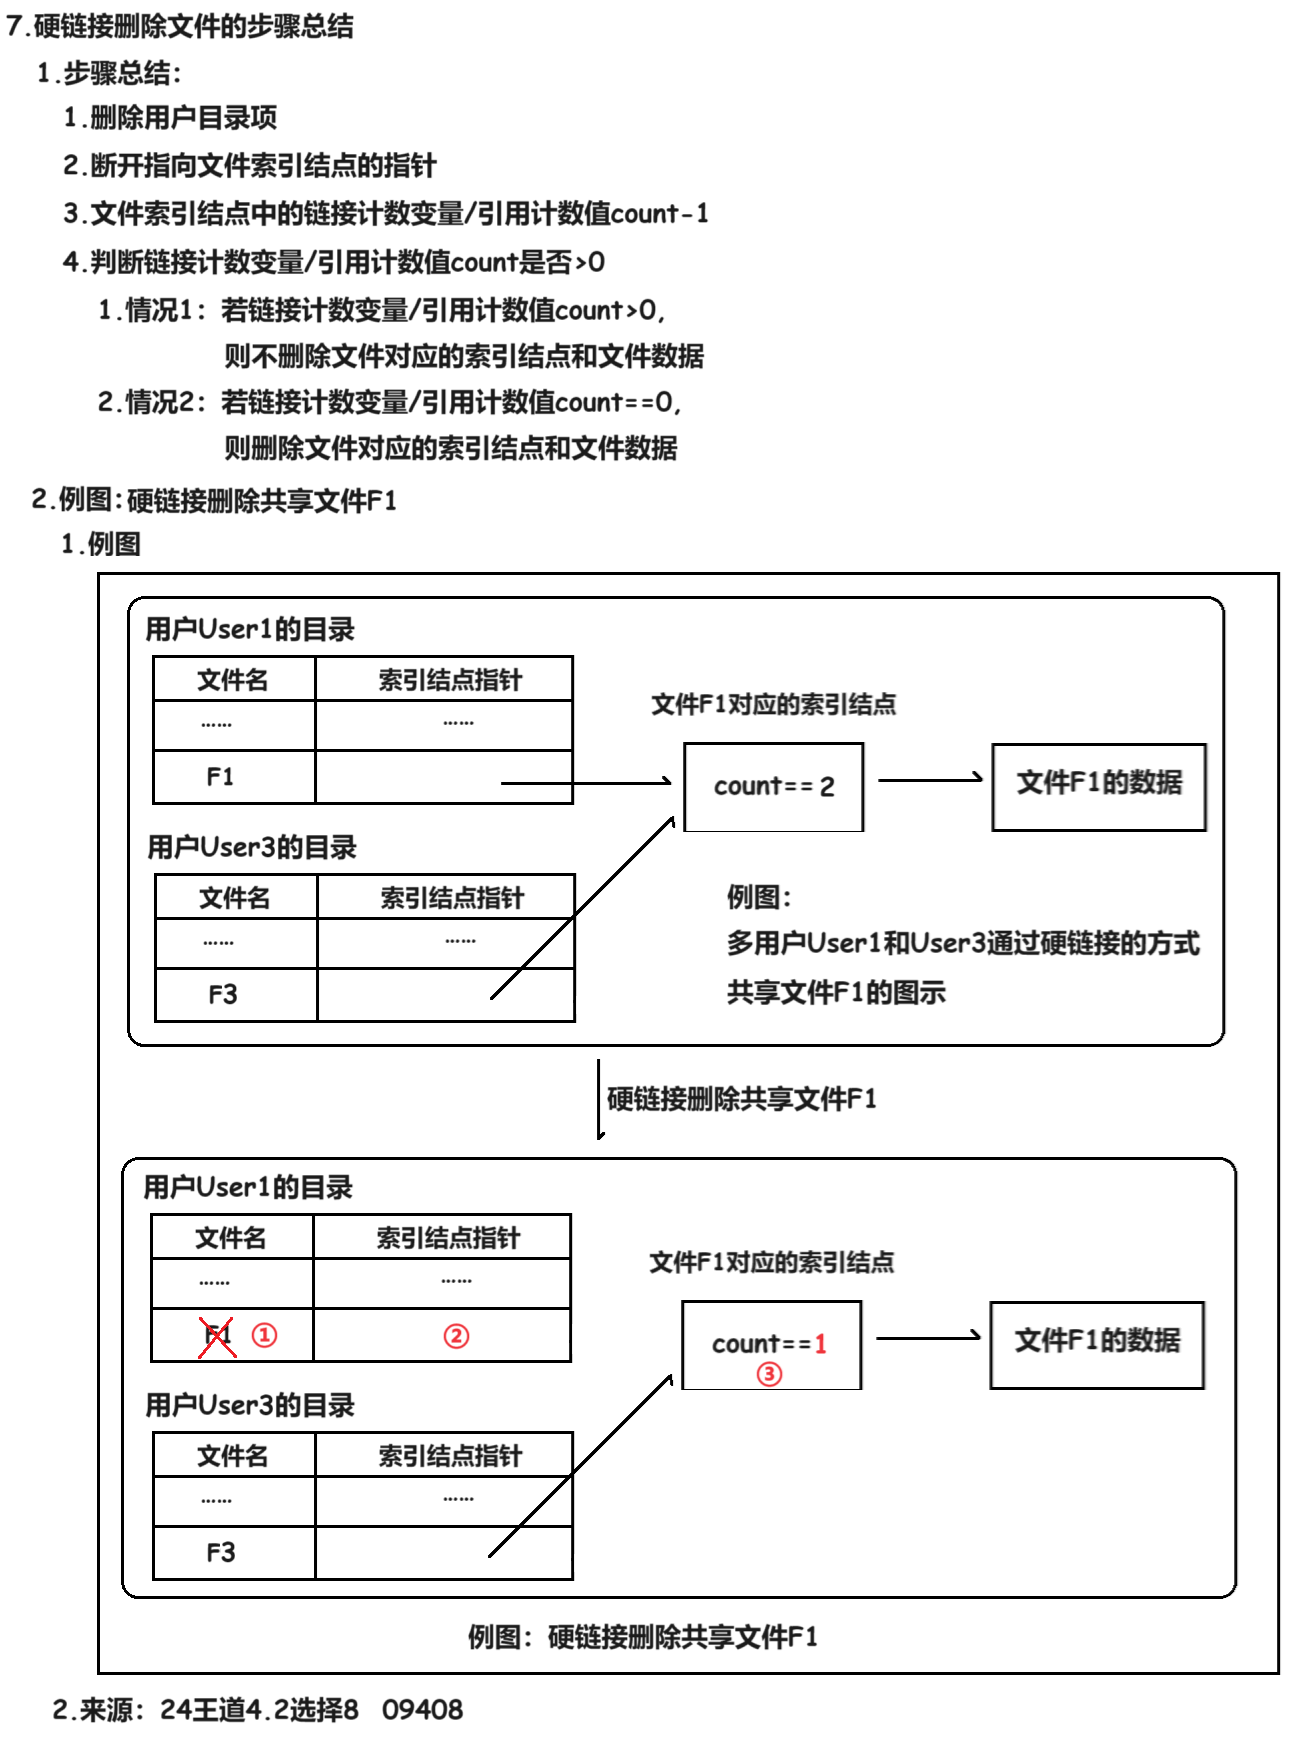 7.硬链接删除文件的步骤总结
1.步骤总结:
1.删除用户目录项
2.断开指向文件索引结点的指针
3.文件索引结点中的链接计数变量/引用计数值count-1
4.判断链接计数变量/引用计数值count是否>0
1.情况1：若链接计数变量/引用计数值count>0,
则不删除文件对应的索引结点和文件数据
2.情况2：若链接计数变量/引用计数值count==0,
则删除文件对应的索引结点和文件数据
2.例图:硬链接删除共享文件F1
1.例图
用户User1的目录
文件名 索引结点指针
…… ……
F1
文件F1对应的索引结点
count==2
文件F1的数据
用户User3的目录
文件名 索引结点指针
…… ……
F3
例图：
多用户User1和User3通过硬链接的方式
共享文件F1的图示
硬链接删除共享文件F1
用户User1的目录
文件名 索引结点指针
…… ……
F1 ① ②
文件F1对应的索引结点
count==1
③
文件F1的数据
用户User3的目录
文件名 索引结点指针
…… ……
F3
例图：硬链接删除共享文件F1
2.来源：24王道4.2选择8 09408